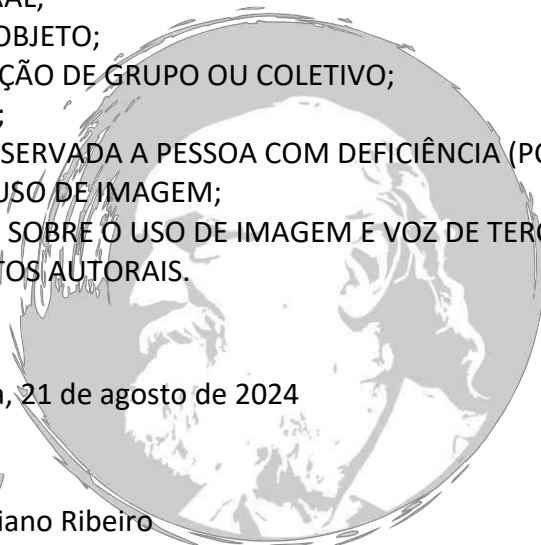 RAL;
OBJETO;
ÇÃO DE GRUPO OU COLETIVO;
;
SERVADA A PESSOA COM DEFICIÊNCIA (PC
USO DE IMAGEM;
SOBRE O USO DE IMAGEM E VOZ DE TERC
TOS AUTORAIS.
a, 21 de agosto de 2024
iano Ribeiro